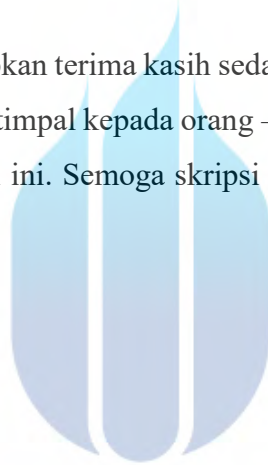 kan terima kasih seda
timpal kepada orang –
ini. Semoga skripsi